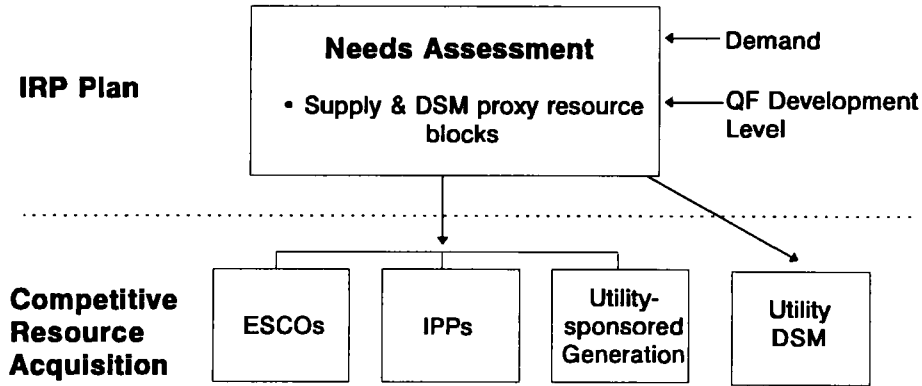 Needs Assessment
Demand
IRP Plan
• Supply & DSM proxy resource
blocks
QF Development
Level
Competitive
Resource
Acquisition
ESCOs
IPPs
Utility-
sponsored
Generation
Utility
DSM